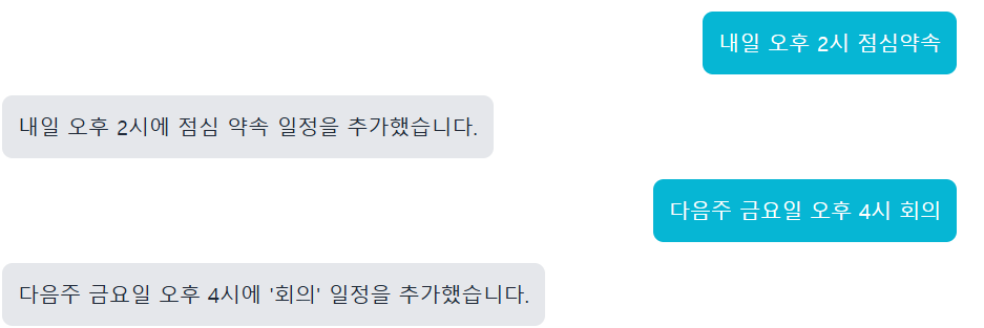 내일 오후 2시 점심약속
내일 오후 2시에 점심 약속 일정을 추가했습니다.
다음주 금요일 오후 4시 회의
다음주 금요일 오후 4시에 '회의' 일정을 추가했습니다.